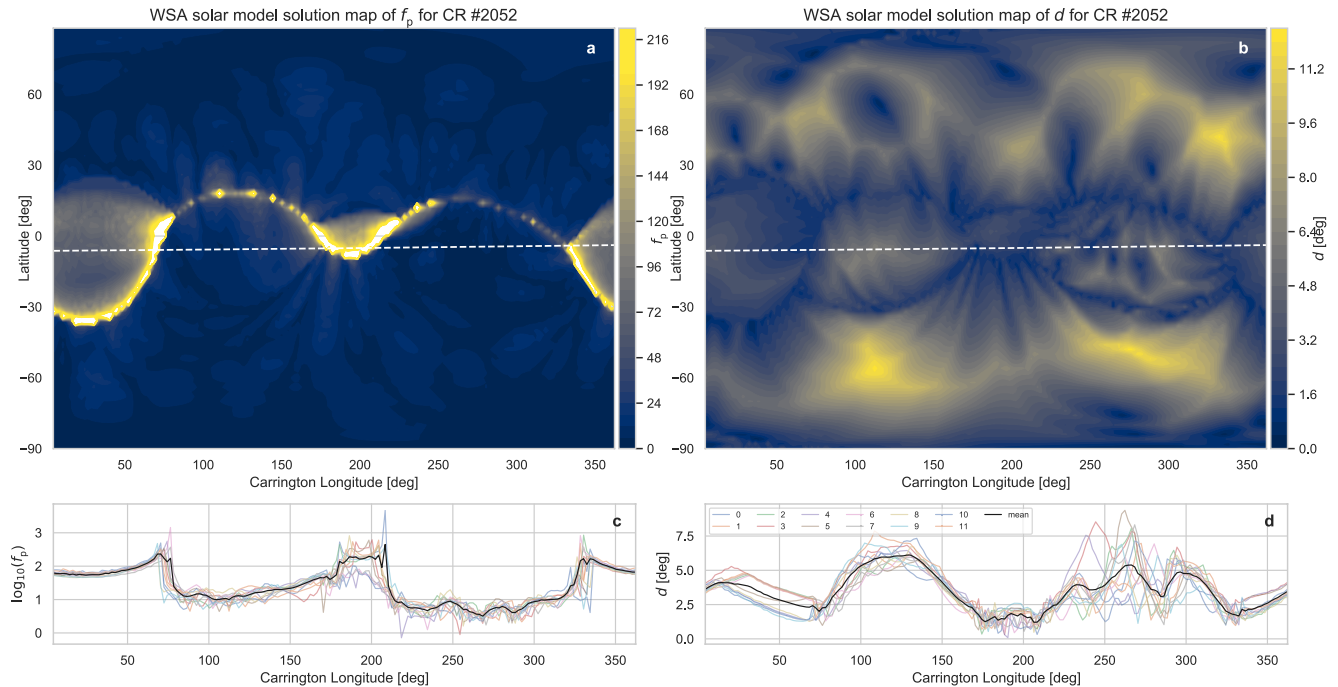 WSA solar model solution map of f_p for CR #2052
a
60
30
0
−30
−60
−90
Latitude [deg]
50 100 150 200 250 300 350
Carrington Longitude [deg]
216
192
168
144
120
96
72
48
24
0
f_p
WSA solar model solution map of d for CR #2052
b
60
30
0
−30
−60
−90
Latitude [deg]
50 100 150 200 250 300 350
Carrington Longitude [deg]
11.2
9.6
8.0
6.4
4.8
3.2
1.6
0.0
d [deg]
c
3
2
1
0
log₁₀(f_p)
50 100 150 200 250 300 350
Carrington Longitude [deg]
d
0 2 4 6 8 10 mean
1 3 5 7 9 11
7.5
5.0
2.5
0.0
d [deg]
50 100 150 200 250 300 350
Carrington Longitude [deg]